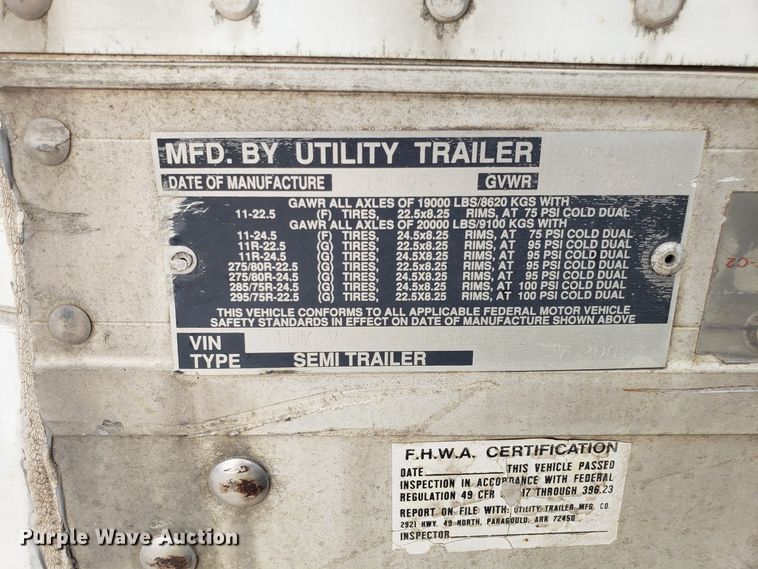 MFD. BY UTILITY TRAILER
DATE OF MANUFACTURE GVWR
GAWR ALL AXLES OF 19000 LBS/8620 KGS WITH
11-22.5 (F) TIRES, 22.5x8.25 RIMS, AT 75 PSI COLD DUAL
GAWR ALL AXLES OF 20000 LBS/9100 KGS WITH
11-24.5 (F) TIRES, 24.5x8.25 RIMS, AT 75 PSI COLD DUAL
11R-22.5 (G) TIRES, 22.5X8.25 RIMS, AT 95 PSI COLD DUAL
11R-24.5 (G) TIRES, 24.5X8.25 RIMS, AT 95 PSI COLD DUAL
275/80R-22.5 (G) TIRES, 22.5X8.25 RIMS, AT 95 PSI COLD DUAL
275/80R-24.5 (G) TIRES, 24.5X8.25 RIMS, AT 95 PSI COLD DUAL
285/75R-24.5 (G) TIRES, 24.5X8.25 RIMS, AT 100 PSI COLD DUAL
295/75R-22.5 (G) TIRES, 22.5X8.25 RIMS, AT 100 PSI COLD DUAL
THIS VEHICLE CONFORMS TO ALL APPLICABLE FEDERAL MOTOR VEHICLE
SAFETY STANDARDS IN EFFECT ON DATE OF MANUFACTURE SHOWN ABOVE
VIN
TYPE SEMI TRAILER
-C2
F.H.W.A. CERTIFICATION
DATE THIS VEHICLE PASSED
INSPECTION IN ACCORDANCE WITH FEDERAL
REGULATION 49 CFR 17 THROUGH 396.23
REPORT ON FILE WITH: UTILITY TRAILER MFG. CO.
2921 HWY. 49 NORTH, PARAGOULD, ARK 72450
INSPECTOR
Purple Wave Auction